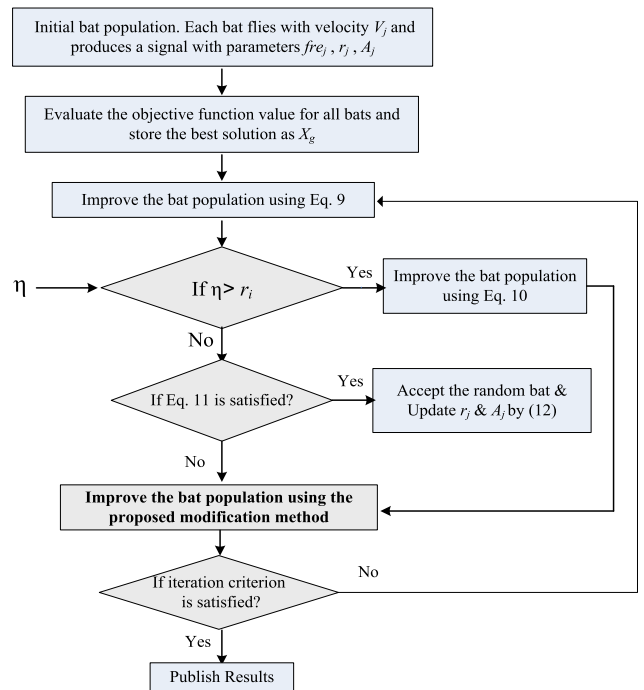 Initial bat population. Each bat flies with velocity Vj and
produces a signal with parameters frej , rj , Aj
Evaluate the objective function value for all bats and
store the best solution as Xg
Improve the bat population using Eq. 9
η
If η> ri
Yes
Improve the bat population
using Eq. 10
No
If Eq. 11 is satisfied?
Yes
Accept the random bat &
Update rj & Aj by (12)
No
Improve the bat population using the
proposed modification method
If iteration criterion
is satisfied?
No
Yes
Publish Results